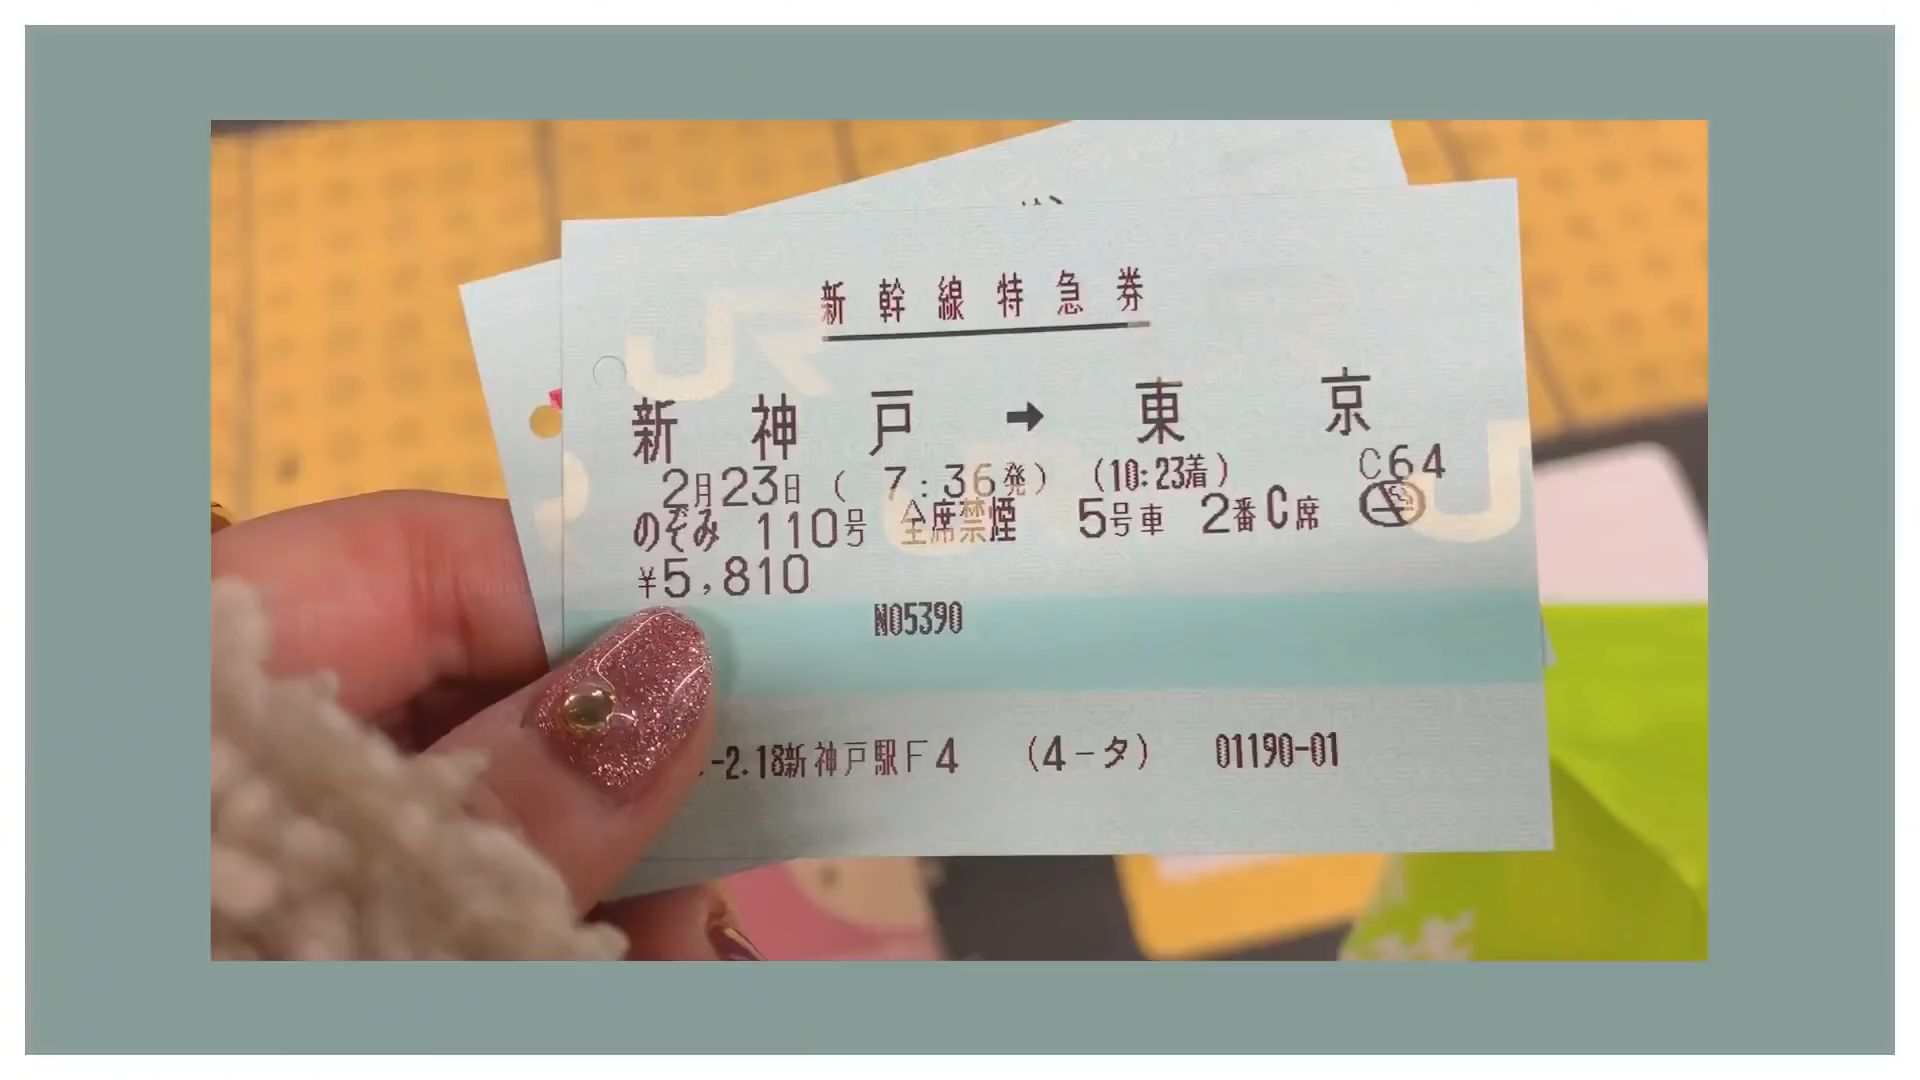 新幹線特急券
新神戸 → 東京
C64
2月23日 ( 7:36発) (10:23着)
のぞみ 110号 全席禁煙 5号車 2番C席
¥5,810
N05390
-2.18新神戸駅F4 (4-タ) 01190-01